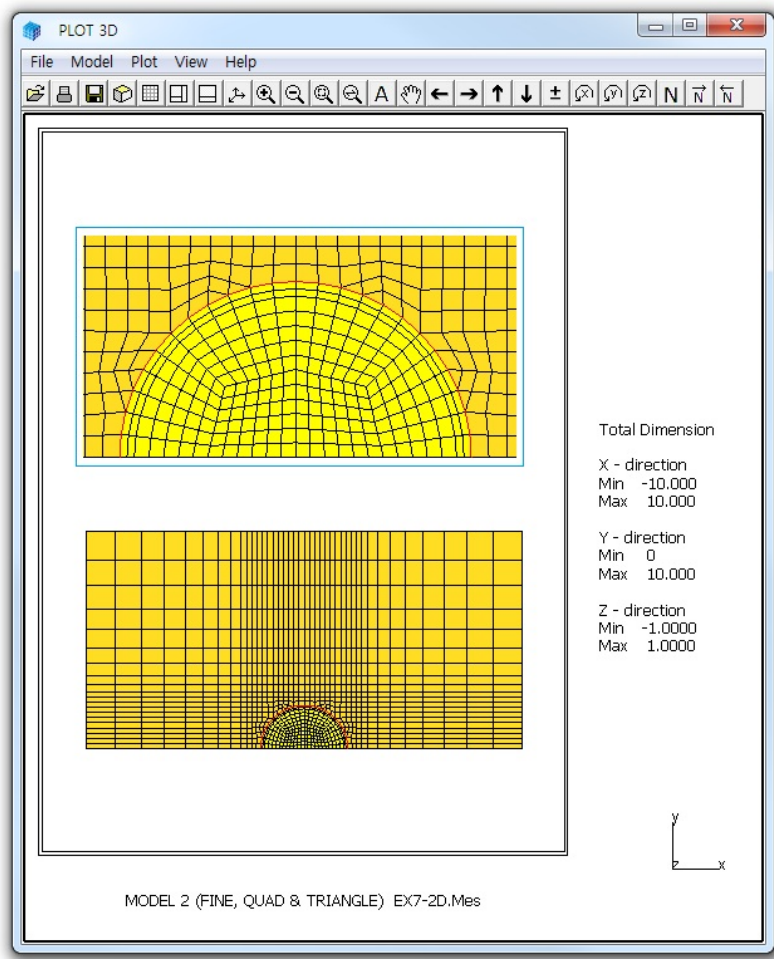 PLOT 3D
File Model Plot View Help
A ± x y z N N N
Total Dimension
X - direction
Min -10.000
Max 10.000
Y - direction
Min 0
Max 10.000
Z - direction
Min -1.0000
Max 1.0000
y
z x
MODEL 2 (FINE, QUAD & TRIANGLE) EX7-2D.Mes